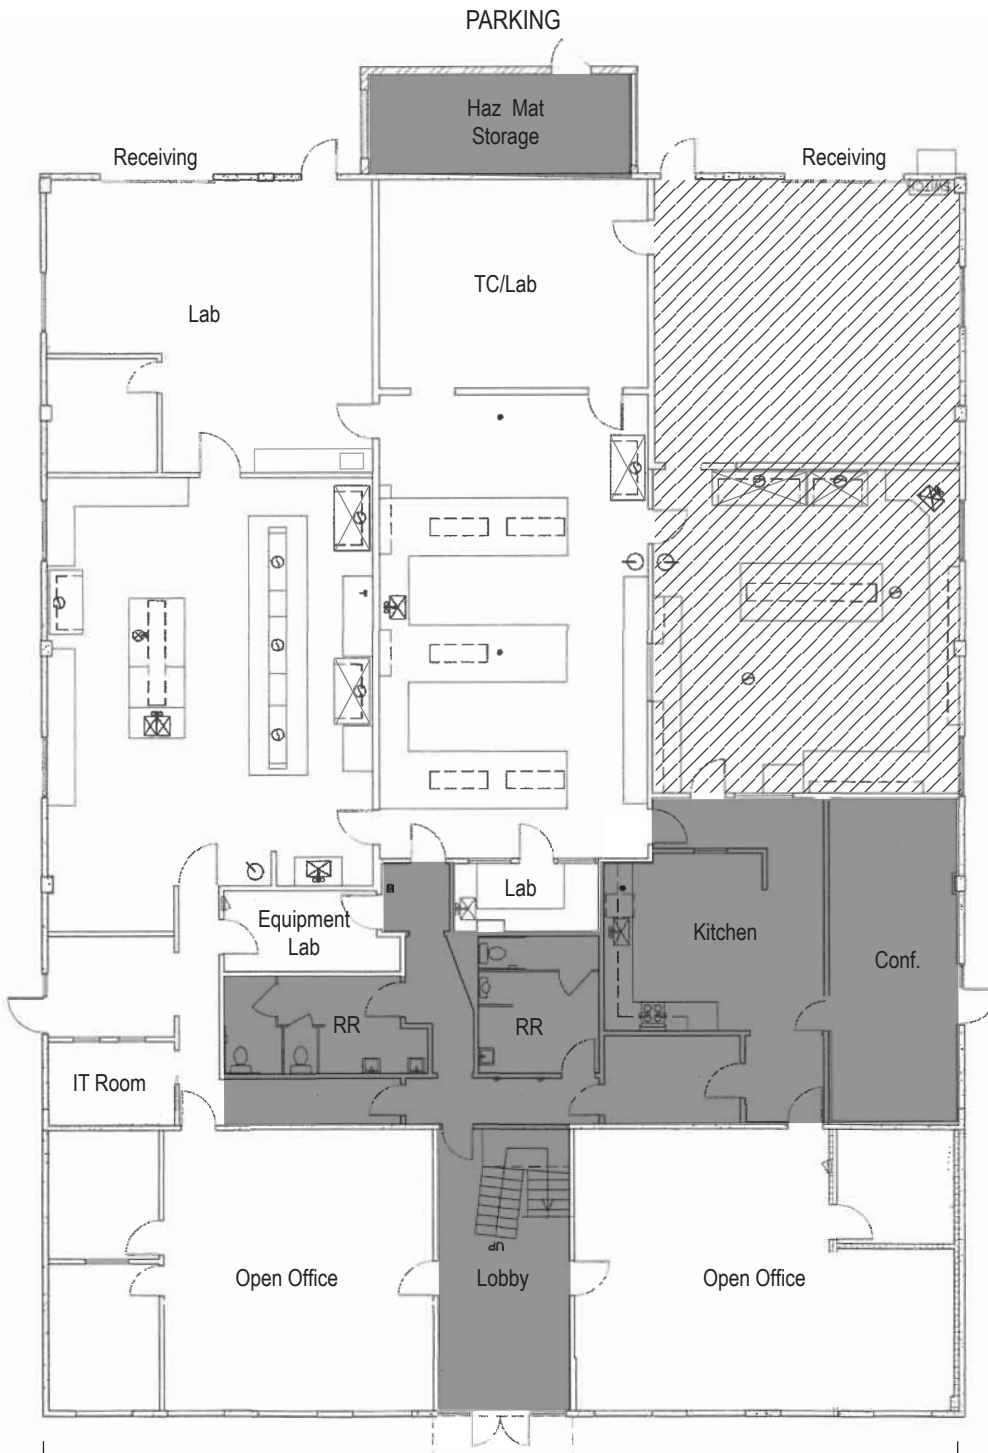 PARKING
Haz Mat
Storage
Receiving
Receiving
SWITCH
TC/Lab
Lab
Lab
Equipment
Lab
Kitchen
Conf.
RR
RR
IT Room
UP
Open Office
Lobby
Open Office